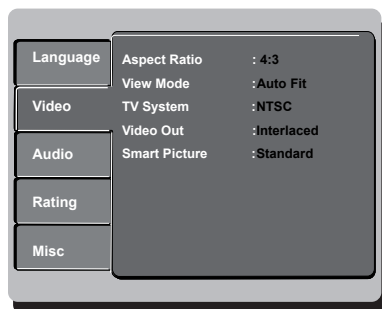 Language
Video
Audio
Rating
Misc
Aspect Ratio : 4:3
View Mode :Auto Fit
TV System :NTSC
Video Out :Interlaced
Smart Picture :Standard